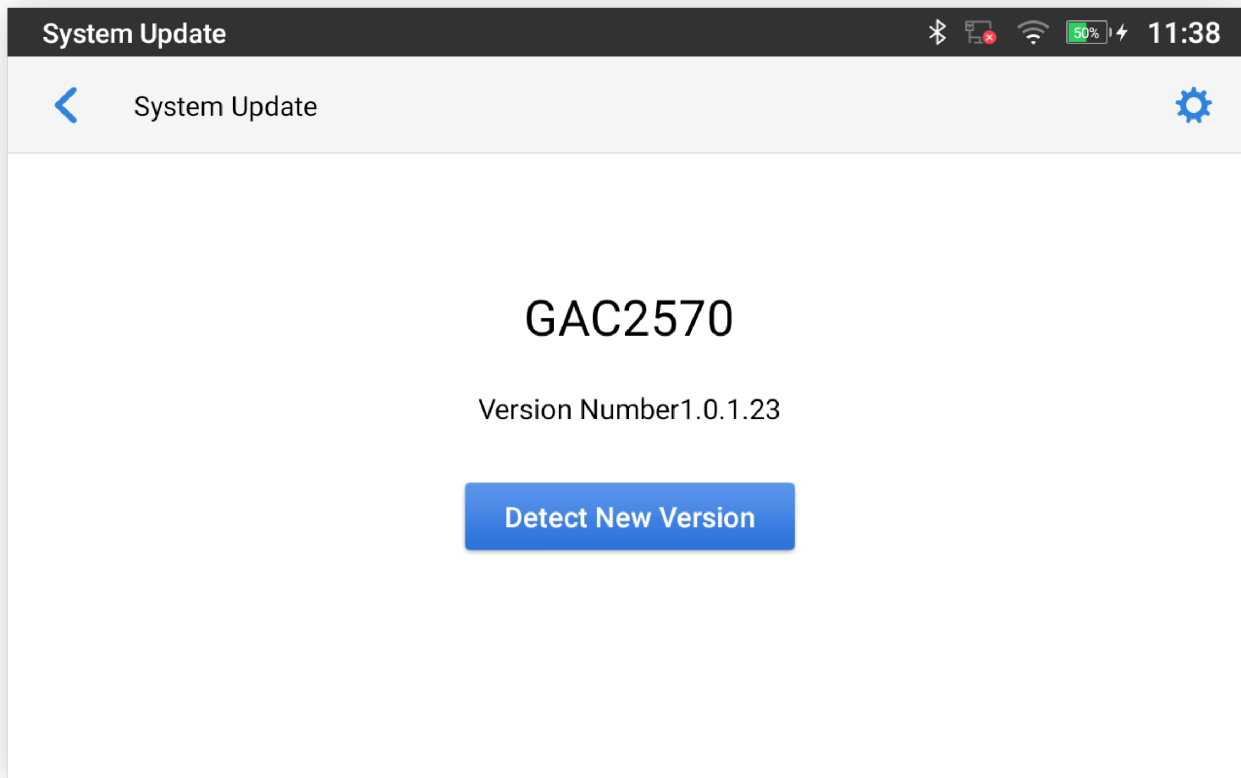 System Update 50% 11:38
System Update
GAC2570
Version Number1.0.1.23
Detect New Version